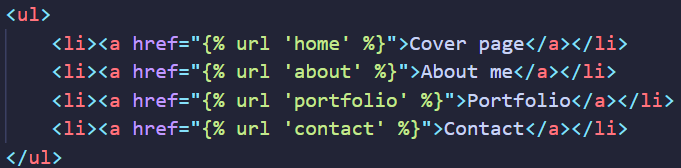 <ul>
    <li><a href="{% url 'home' %}">Cover page</a></li>
    <li><a href="{% url 'about' %}">About me</a></li>
    <li><a href="{% url 'portfolio' %}">Portfolio</a></li>
    <li><a href="{% url 'contact' %}">Contact</a></li>
</ul>